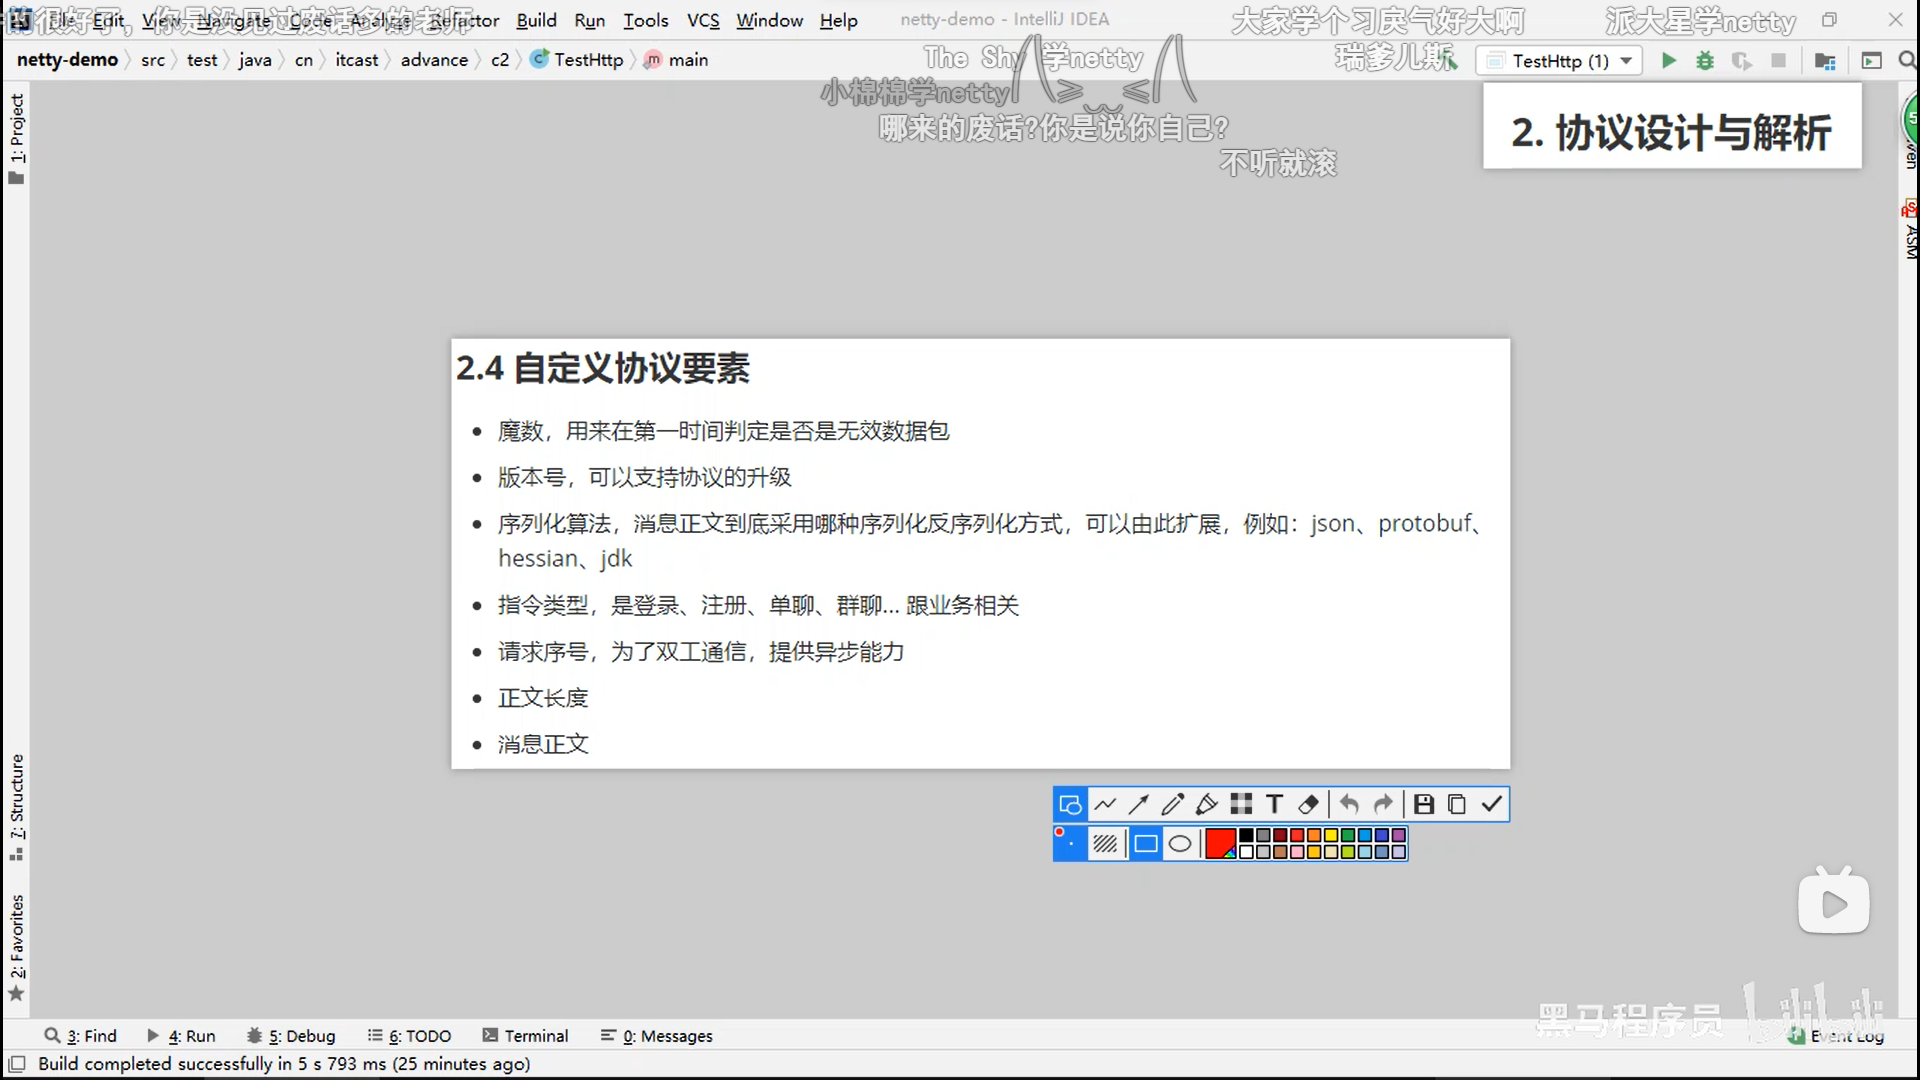 File Edit View Navigate Code Analyze Refactor Build Run Tools VCS Window Help netty-demo - IntelliJ IDEA
很好了，你是没见过废话多的老师
大家学个习戾气好大啊
派大星学netty
netty-demo src test java cn itcast advance c2 TestHttp main
The Shy学netty
瑞爹儿斯
TestHttp (1)
小棉棉学netty
哪来的废话?你是说你自己?
不听就滚
2. 协议设计与解析
1: Project
ASM
2.4 自定义协议要素
• 魔数，用来在第一时间判定是否是无效数据包
• 版本号，可以支持协议的升级
• 序列化算法，消息正文到底采用哪种序列化反序列化方式，可以由此扩展，例如：json、protobuf、
hessian、jdk
• 指令类型，是登录、注册、单聊、群聊... 跟业务相关
• 请求序号，为了双工通信，提供异步能力
• 正文长度
• 消息正文
7: Structure
2: Favorites
黑马程序员 bilibili
3: Find 4: Run 5: Debug 6: TODO Terminal 0: Messages Event Log
Build completed successfully in 5 s 793 ms (25 minutes ago)